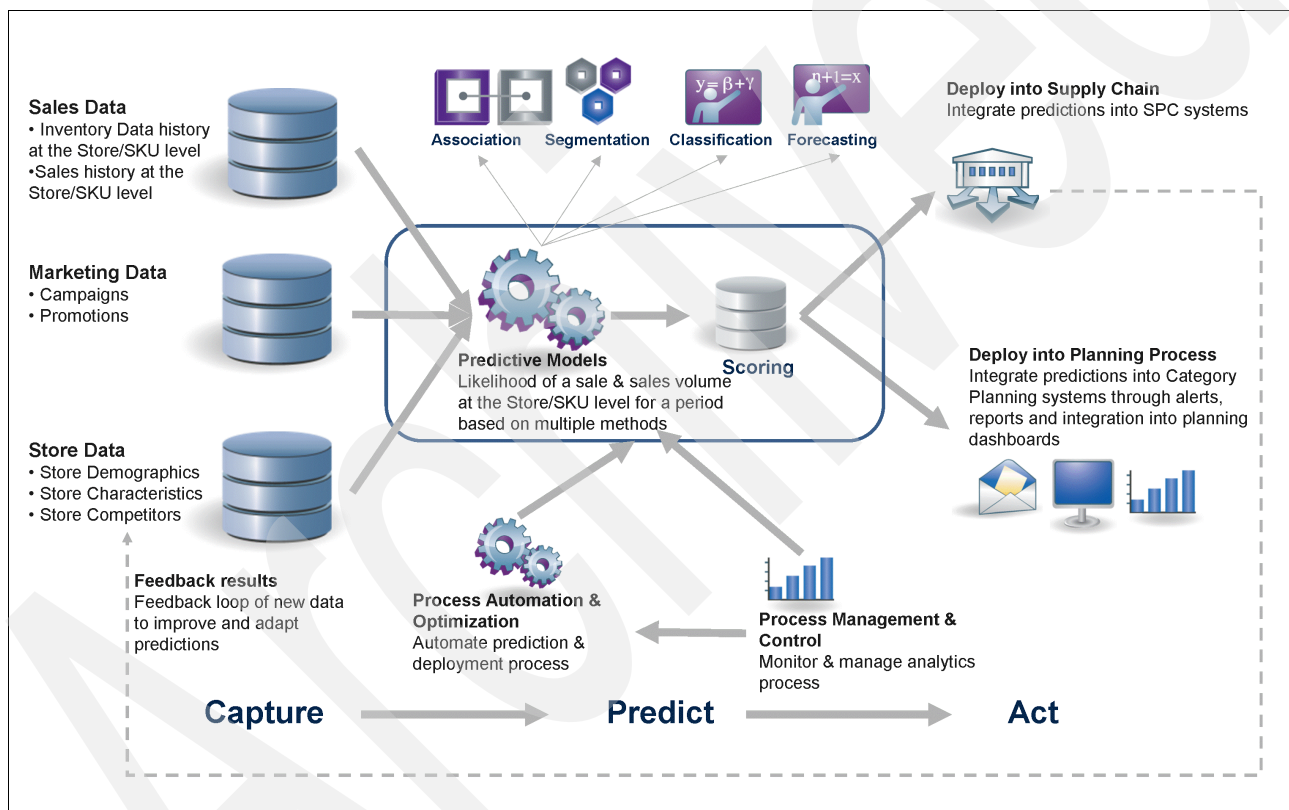 Sales Data
• Inventory Data history
at the Store/SKU level
•Sales history at the
Store/SKU level
Marketing Data
• Campaigns
• Promotions
Store Data
• Store Demographics
• Store Characteristics
• Store Competitors
Feedback results
Feedback loop of new data
to improve and adapt
predictions
y= β+γ
n+1=x
Association
Segmentation
Classification
Forecasting
Predictive Models
Likelihood of a sale & sales volume
at the Store/SKU level for a period
based on multiple methods
Scoring
Process Automation &
Optimization
Automate prediction &
deployment process
Process Management &
Control
Monitor & manage analytics
process
Deploy into Supply Chain
Integrate predictions into SPC systems
Deploy into Planning Process
Integrate predictions into Category
Planning systems through alerts,
reports and integration into planning
dashboards
Capture
Predict
Act
Archived